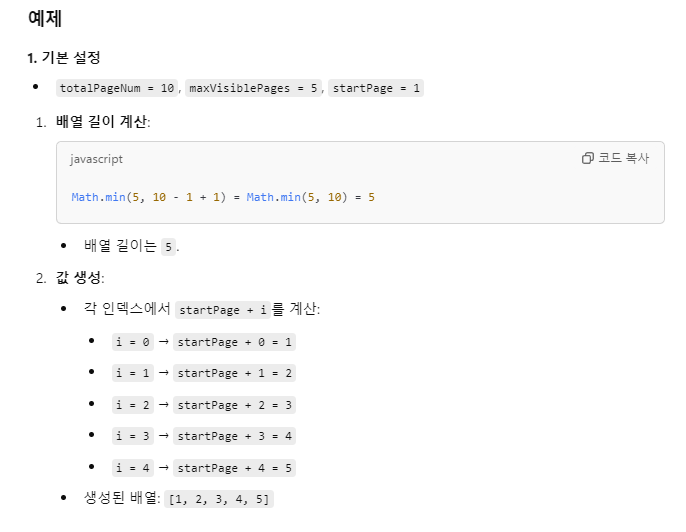 예제
1. 기본 설정
• totalPageNum = 10, maxVisiblePages = 5, startPage = 1
1. 배열 길이 계산:
javascript 코드 복사
Math.min(5, 10 - 1 + 1) = Math.min(5, 10) = 5
• 배열 길이는 5.
2. 값 생성:
• 각 인덱스에서 startPage + i를 계산:
• i = 0 → startPage + 0 = 1
• i = 1 → startPage + 1 = 2
• i = 2 → startPage + 2 = 3
• i = 3 → startPage + 3 = 4
• i = 4 → startPage + 4 = 5
• 생성된 배열: [1, 2, 3, 4, 5]